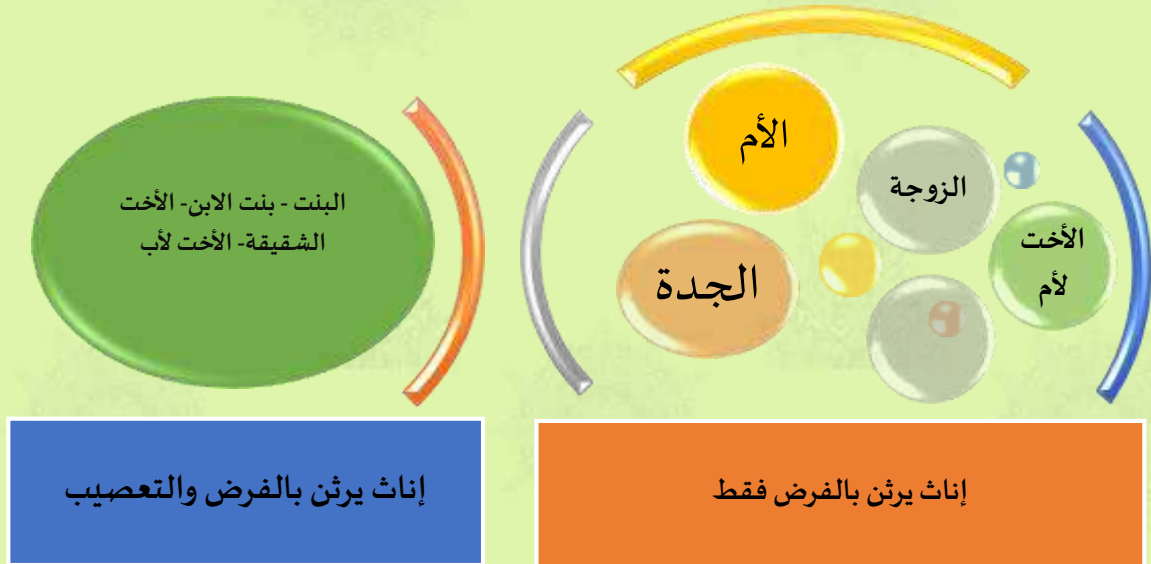 الأم
الزوجة
الأخت
لأم
الجدة
إناث يرثن بالفرض فقط
البنت - بنت الابن- الأخت
الشقيقة- الأخت لأب
إناث يرثن بالفرض والتعصيب